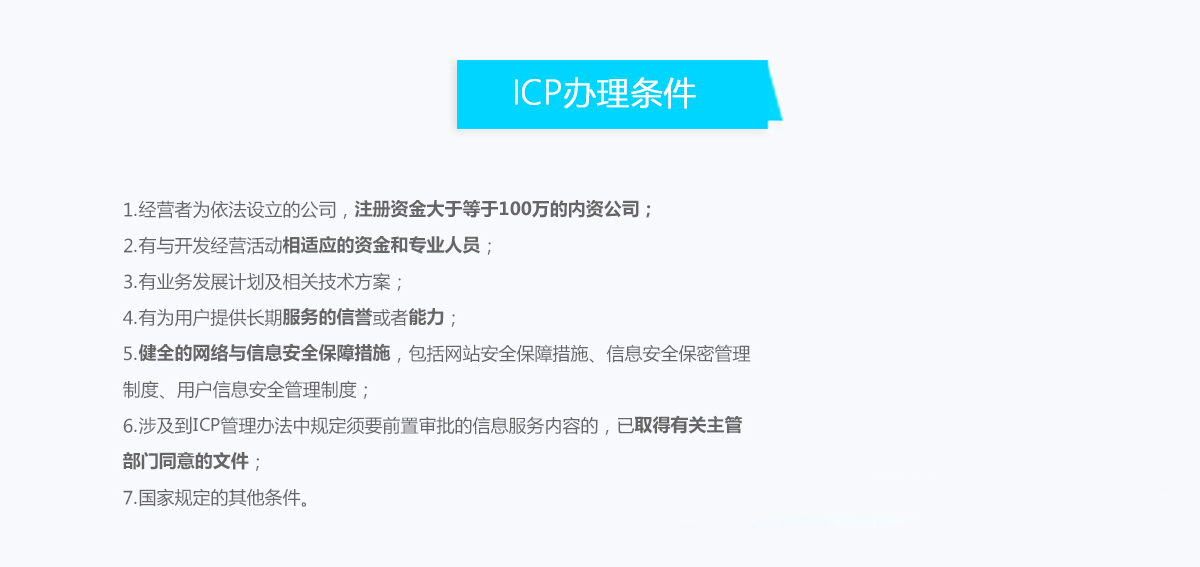 ICP办理条件
1.经营者为依法设立的公司，注册资金大于等于100万的内资公司；
2.有与开发经营活动相适应的资金和专业人员；
3.有业务发展计划及相关技术方案；
4.有为用户提供长期服务的信誉或者能力；
5.健全的网络与信息安全保障措施，包括网站安全保障措施、信息安全保密管理
制度、用户信息安全管理制度；
6.涉及到ICP管理办法中规定须要前置审批的信息服务内容的，已取得有关主管
部门同意的文件；
7.国家规定的其他条件。